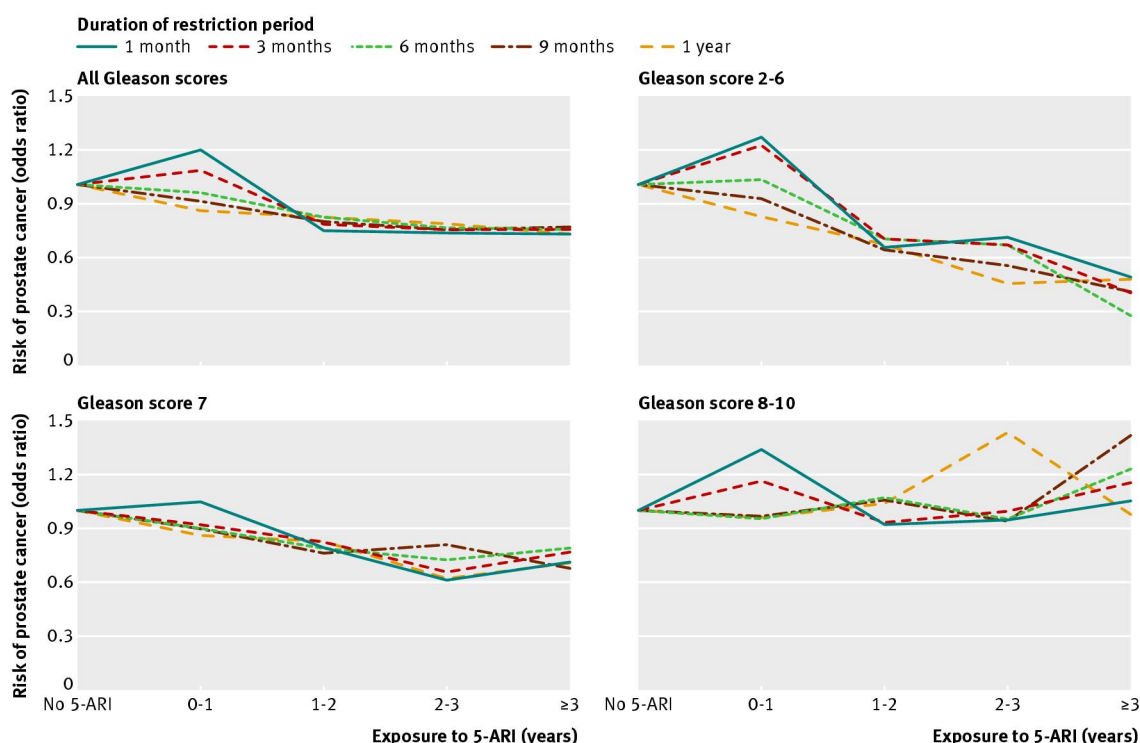 Duration of restriction period
1 month 3 months 6 months 9 months 1 year
All Gleason scores
Risk of prostate cancer (odds ratio)
1.5
1.2
0.9
0.6
0.3
0
Gleason score 2-6
Gleason score 7
Risk of prostate cancer (odds ratio)
1.5
1.2
0.9
0.6
0.3
0
No 5-ARI 0-1 1-2 2-3 ≥3
Exposure to 5-ARI (years)
Gleason score 8-10
No 5-ARI 0-1 1-2 2-3 ≥3
Exposure to 5-ARI (years)